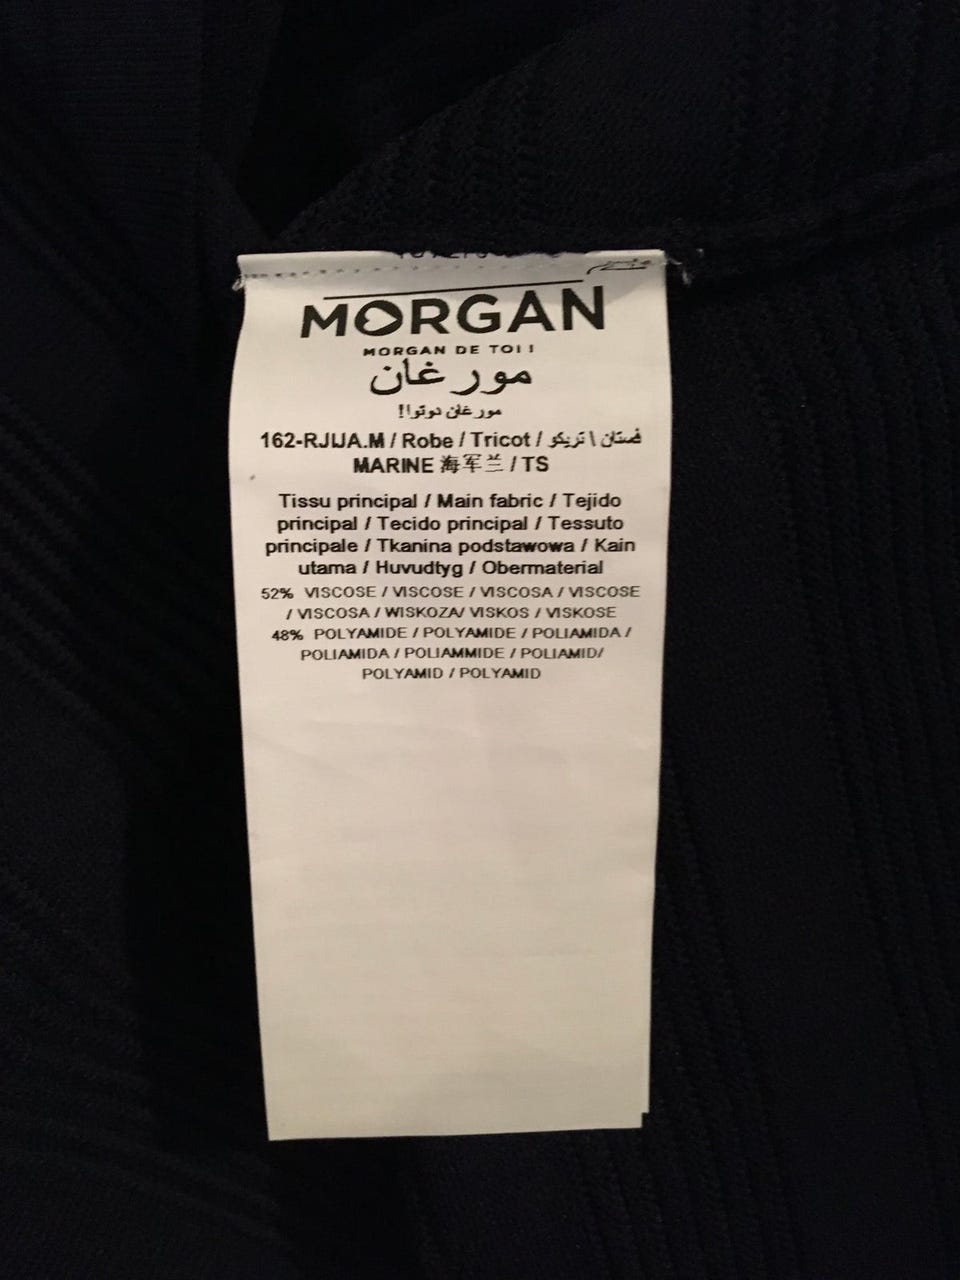 MORGAN
MORGAN DE TOI !
مورغان
مورغان دوتوا!
162-RJIJA.M / Robe / Tricot / فستان \ تريكو
MARINE 海军兰 / TS
Tissu principal / Main fabric / Tejido
principal / Tecido principal / Tessuto
principale / Tkanina podstawowa / Kain
utama / Huvudtyg / Obermaterial
52% VISCOSE / VISCOSE / VISCOSA / VISCOSE
/ VISCOSA / WISKOZA/ VISKOS / VISKOSE
48% POLYAMIDE / POLYAMIDE / POLIAMIDA /
POLIAMIDA / POLIAMMIDE / POLIAMID/
POLYAMID / POLYAMID